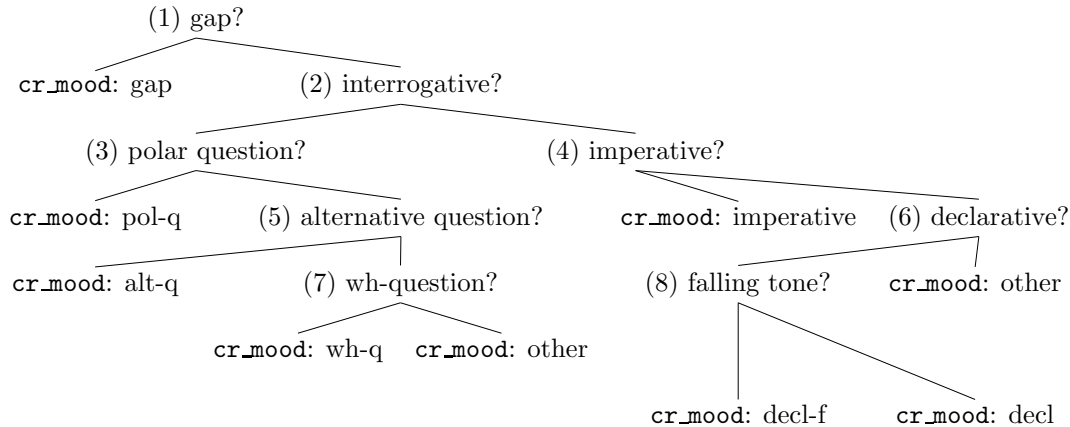 (1) gap?
cr_mood: gap (2) interrogative?
(3) polar question? (4) imperative?
cr_mood: pol-q (5) alternative question? cr_mood: imperative (6) declarative?
cr_mood: alt-q (7) wh-question? (8) falling tone? cr_mood: other
cr_mood: wh-q cr_mood: other
cr_mood: decl-f cr_mood: decl